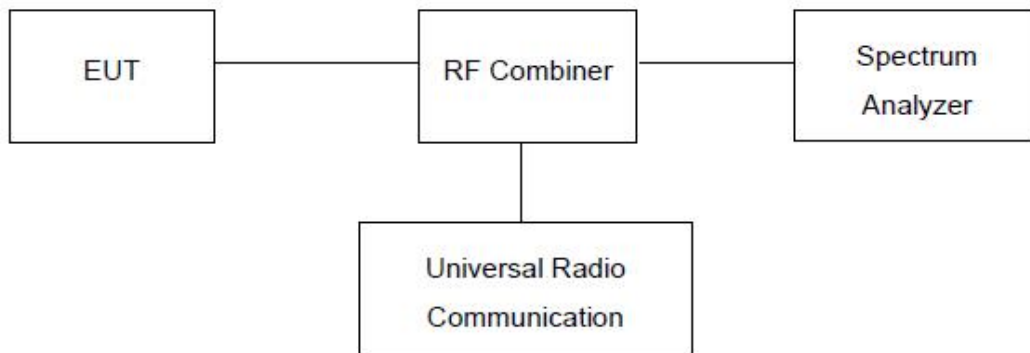 EUT
RF Combiner
Spectrum
Analyzer
Universal Radio
Communication